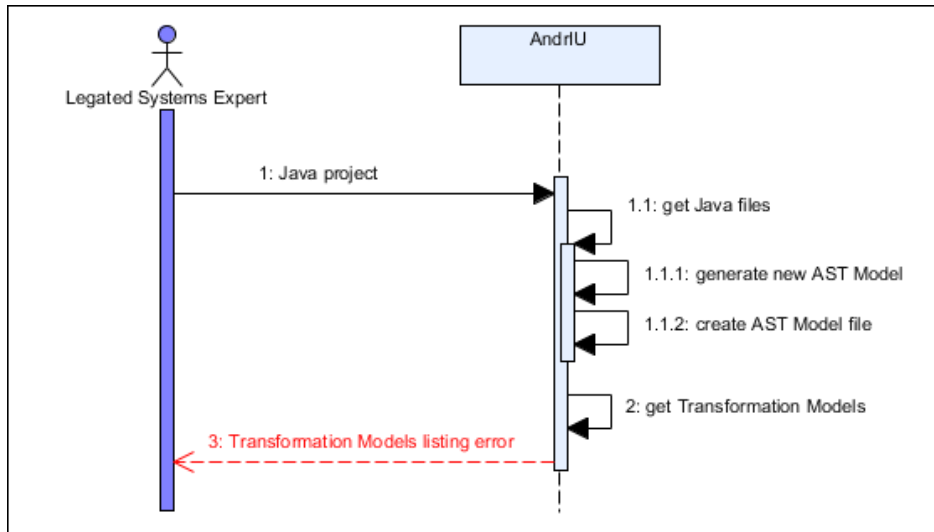 AndrIU
Legated Systems Expert
1: Java project
1.1: get Java files
1.1.1: generate new AST Model
1.1.2: create AST Model file
2: get Transformation Models
3: Transformation Models listing error